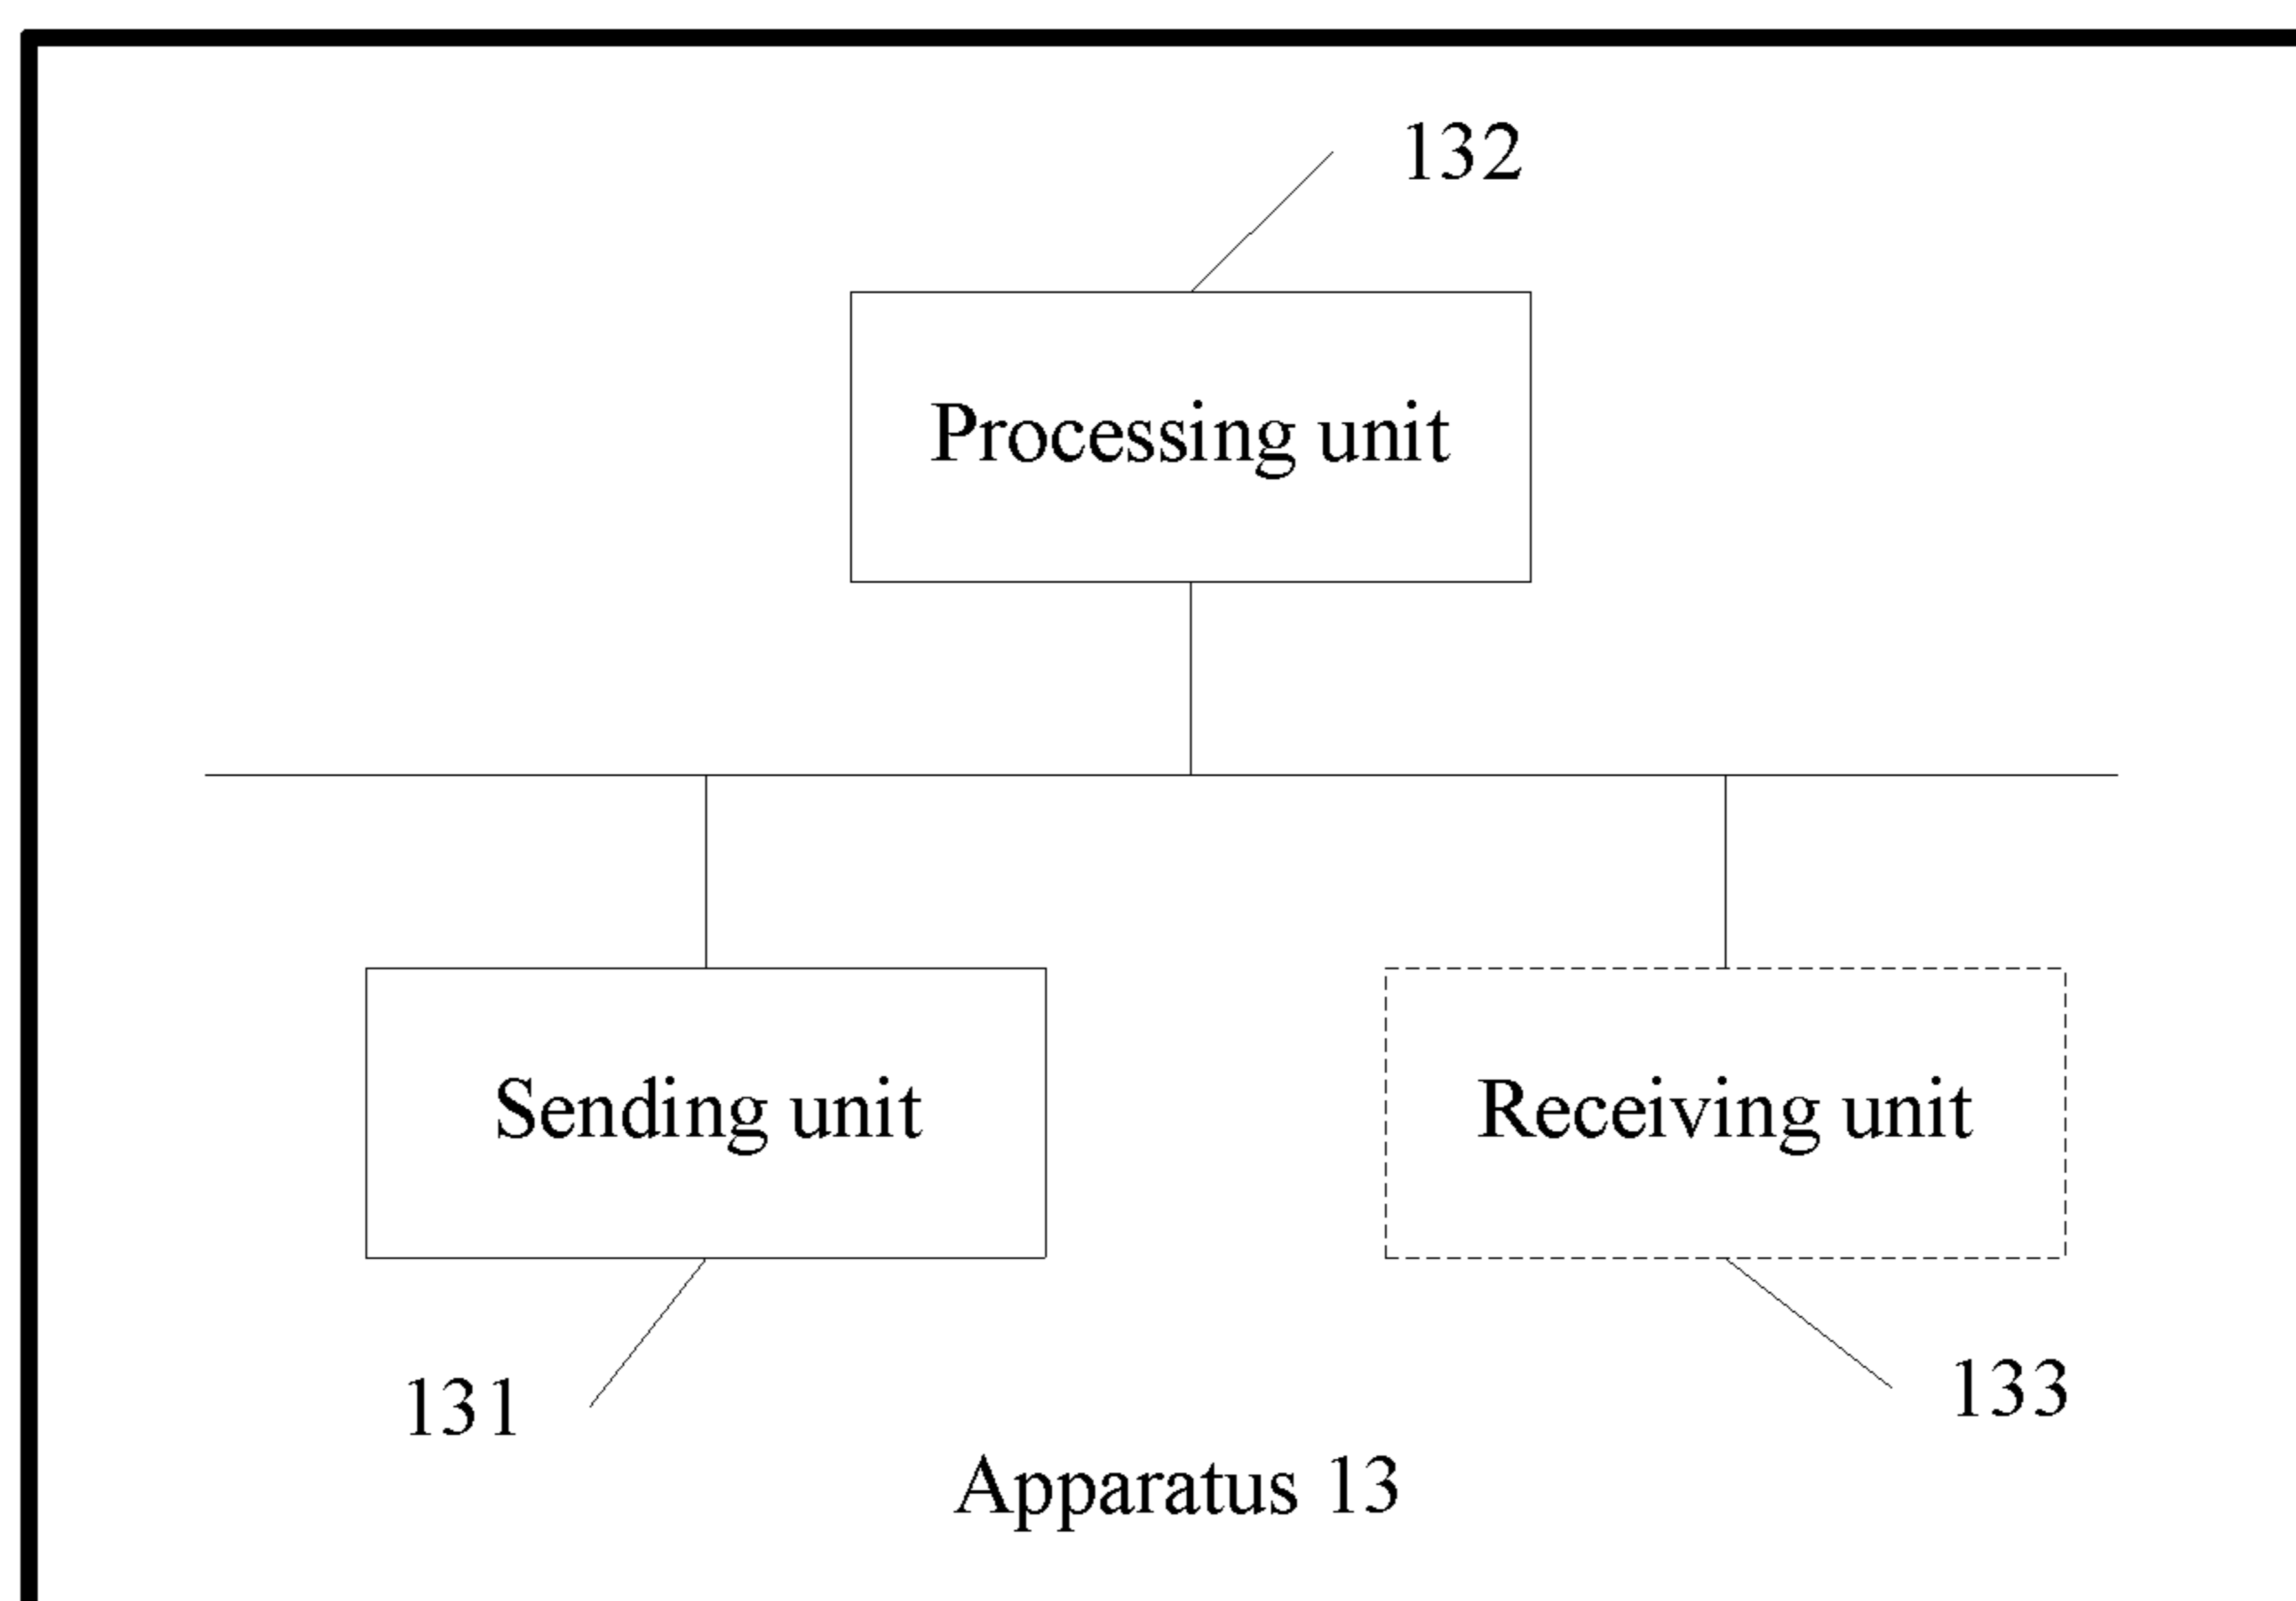 132
Processing unit
Sending unit
Receiving unit
131
133
Apparatus 13